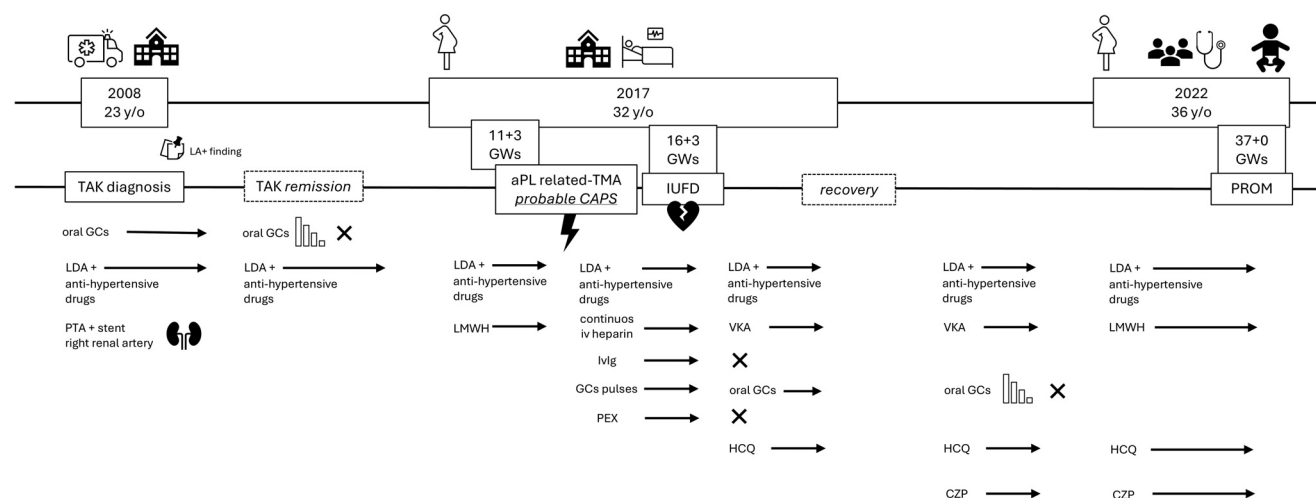 2008
23 y/o
2017
32 y/o
2022
36 y/o
11+3
GWs
16+3
GWs
37+0
GWs
LA+ finding
TAK diagnosis
TAK remission
aPL related-TMA
probable CAPS
IUFD
recovery
PROM
oral GCs
oral GCs
LDA +
anti-hypertensive
drugs
LDA +
anti-hypertensive
drugs
LDA +
anti-hypertensive
drugs
LDA +
anti-hypertensive
drugs
LDA +
anti-hypertensive
drugs
LDA +
anti-hypertensive
drugs
LDA +
anti-hypertensive
drugs
PTA + stent
right renal artery
LMWH
continuos
iv heparin
VKA
VKA
LMWH
IvIg
GCs pulses
oral GCs
oral GCs
PEX
HCQ
HCQ
HCQ
CZP
CZP